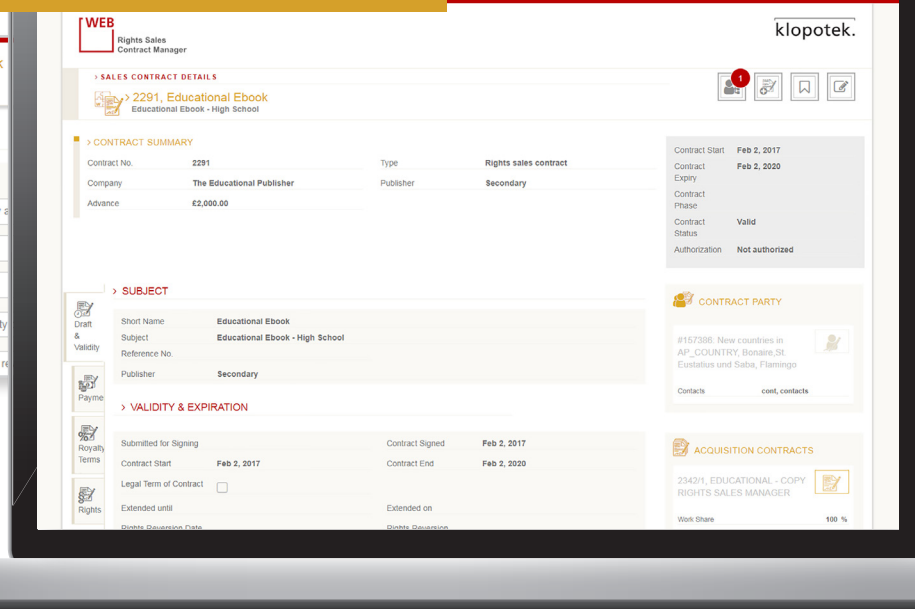 WEB
Rights Sales
Contract Manager
klopotek.
> SALES CONTRACT DETAILS
1
> 2291, Educational Ebook
Educational Ebook - High School
> CONTRACT SUMMARY
Contract No. 2291 Type Rights sales contract
Company The Educational Publisher Publisher Secondary
Advance £2,000.00
Contract Start Feb 2, 2017
Contract Expiry Feb 2, 2020
Contract Phase
Contract Status Valid
Authorization Not authorized
Draft
&
Validity
Payme
Royalty
Terms
Rights
> SUBJECT
Short Name Educational Ebook
Subject Educational Ebook - High School
Reference No.
Publisher Secondary
> VALIDITY & EXPIRATION
Submitted for Signing Contract Signed Feb 2, 2017
Contract Start Feb 2, 2017 Contract End Feb 2, 2020
Legal Term of Contract
Extended until Extended on
Rights Reversion Date Rights Reversion
CONTRACT PARTY
#157386: New countries in
AP_COUNTRY, Bonaire,St.
Eustatius und Saba, Flamingo
Contacts cont, contacts
ACQUISITION CONTRACTS
2342/1, EDUCATIONAL - COPY
RIGHTS SALES MANAGER
Work Share 100 %